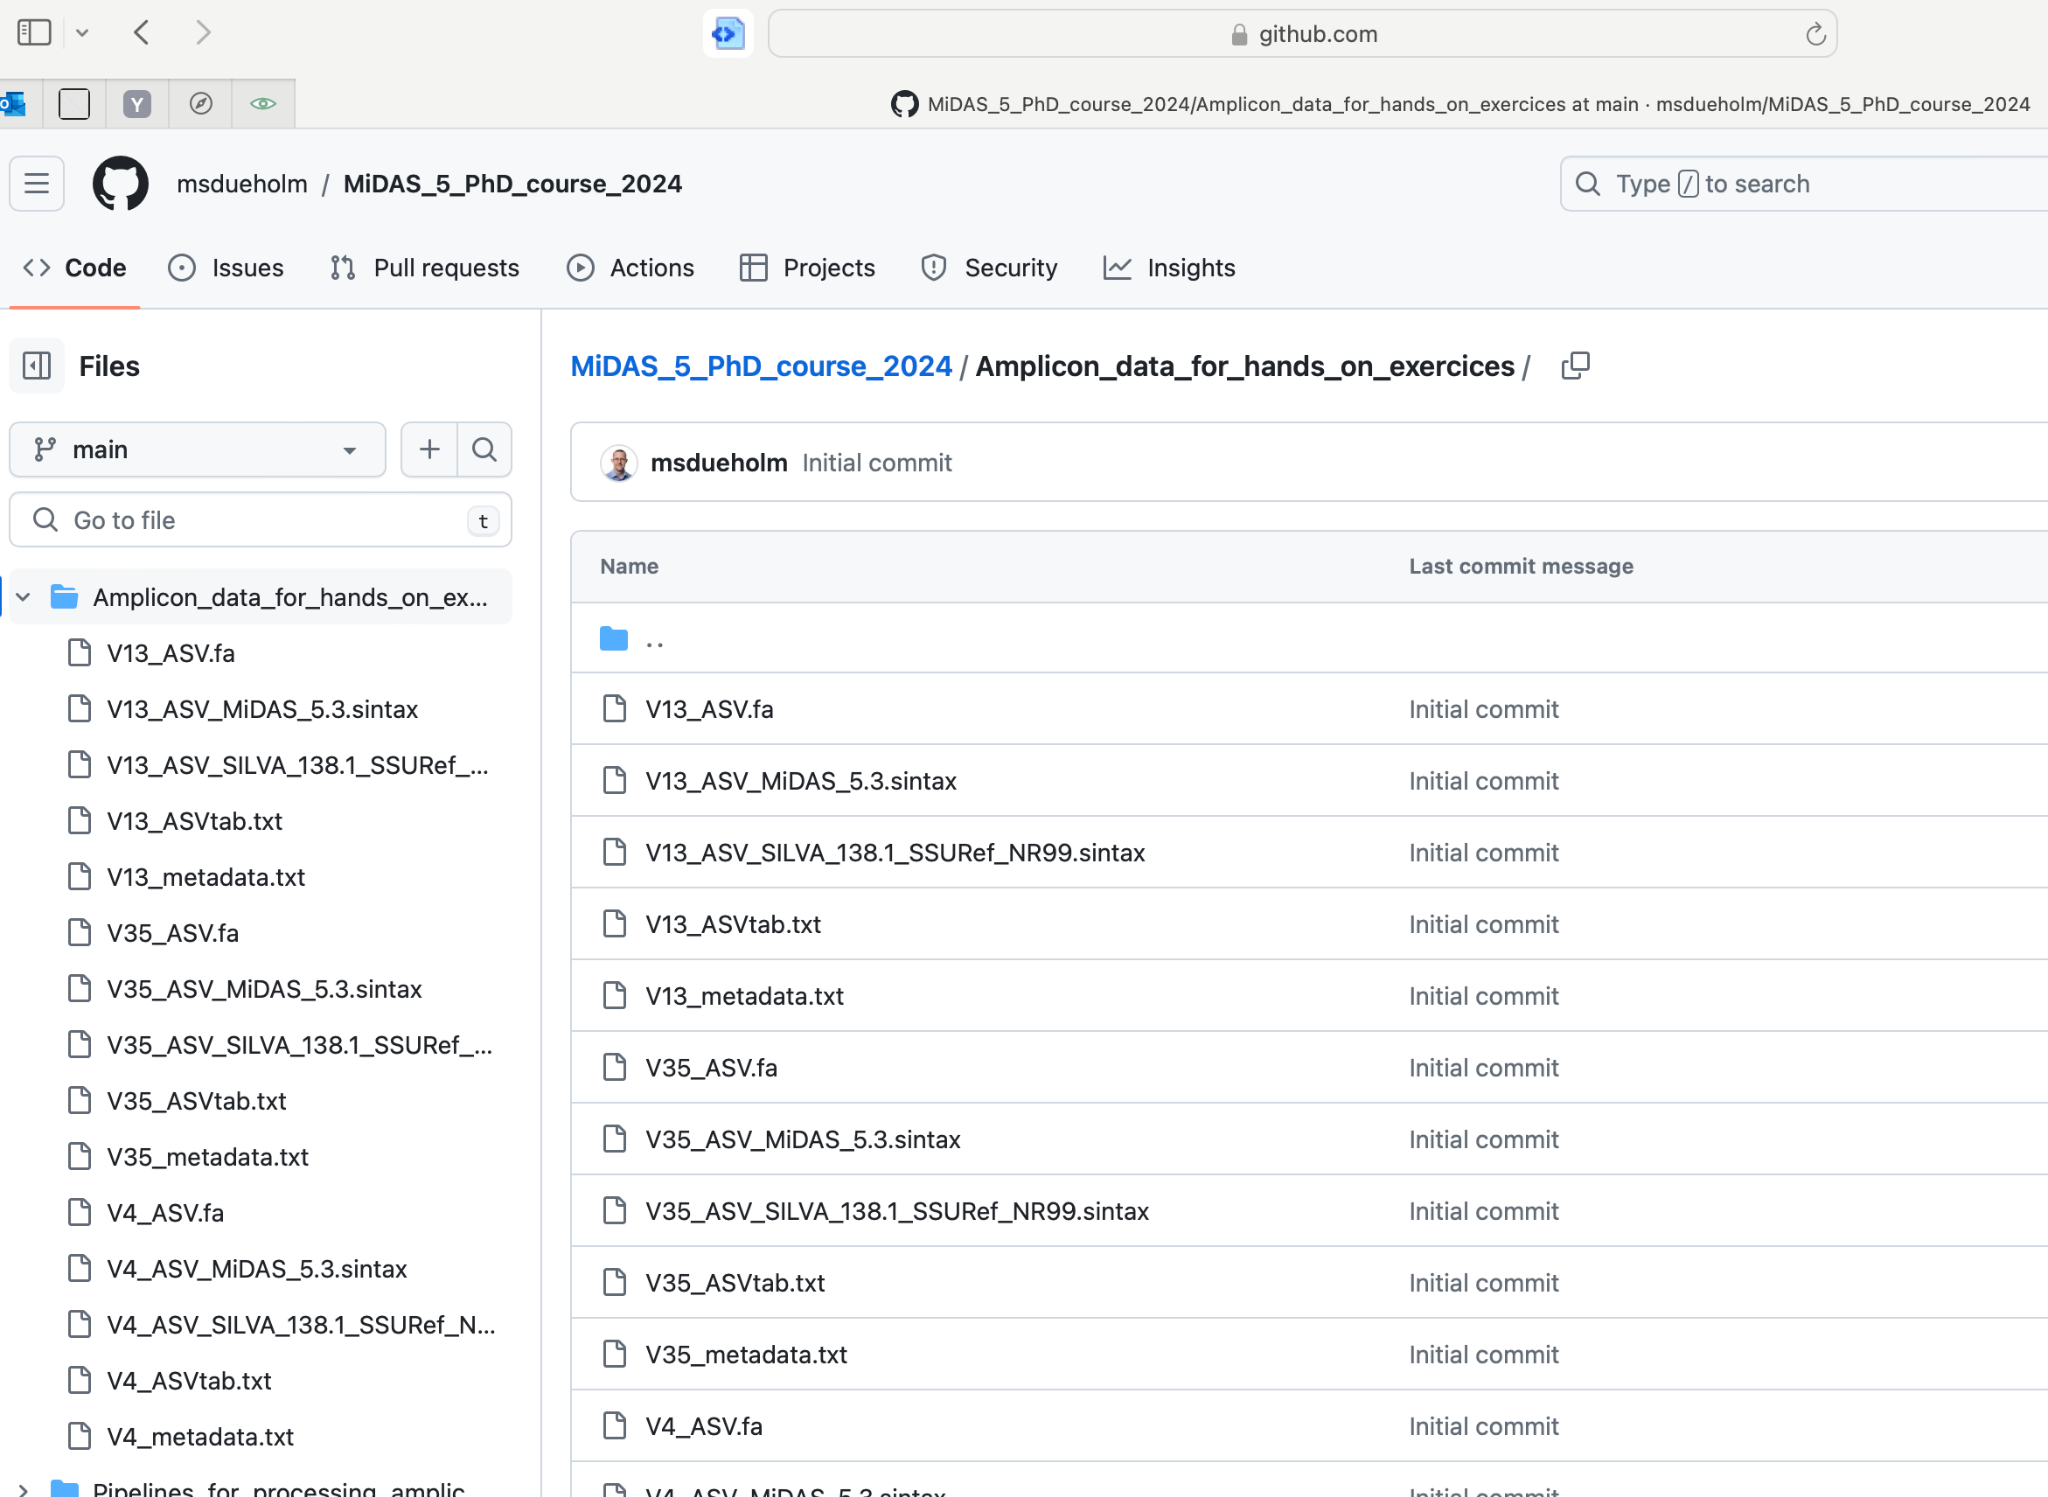 github.com
Y
MiDAS_5_PhD_course_2024/Amplicon_data_for_hands_on_exercices at main · msdueholm/MiDAS_5_PhD_course_2024
msdueholm / MiDAS_5_PhD_course_2024
Type / to search
Code Issues Pull requests Actions Projects Security Insights
Files
main
Go to file t
Amplicon_data_for_hands_on_ex...
V13_ASV.fa
V13_ASV_MiDAS_5.3.sintax
V13_ASV_SILVA_138.1_SSURef_...
V13_ASVtab.txt
V13_metadata.txt
V35_ASV.fa
V35_ASV_MiDAS_5.3.sintax
V35_ASV_SILVA_138.1_SSURef_...
V35_ASVtab.txt
V35_metadata.txt
V4_ASV.fa
V4_ASV_MiDAS_5.3.sintax
V4_ASV_SILVA_138.1_SSURef_N...
V4_ASVtab.txt
V4_metadata.txt
Pipelines_for_processing_amplic
MiDAS_5_PhD_course_2024 / Amplicon_data_for_hands_on_exercices /
msdueholm Initial commit
Name Last commit message
..
V13_ASV.fa Initial commit
V13_ASV_MiDAS_5.3.sintax Initial commit
V13_ASV_SILVA_138.1_SSURef_NR99.sintax Initial commit
V13_ASVtab.txt Initial commit
V13_metadata.txt Initial commit
V35_ASV.fa Initial commit
V35_ASV_MiDAS_5.3.sintax Initial commit
V35_ASV_SILVA_138.1_SSURef_NR99.sintax Initial commit
V35_ASVtab.txt Initial commit
V35_metadata.txt Initial commit
V4_ASV.fa Initial commit
V4_ASV_MiDAS_5.3.sintax Initial commit